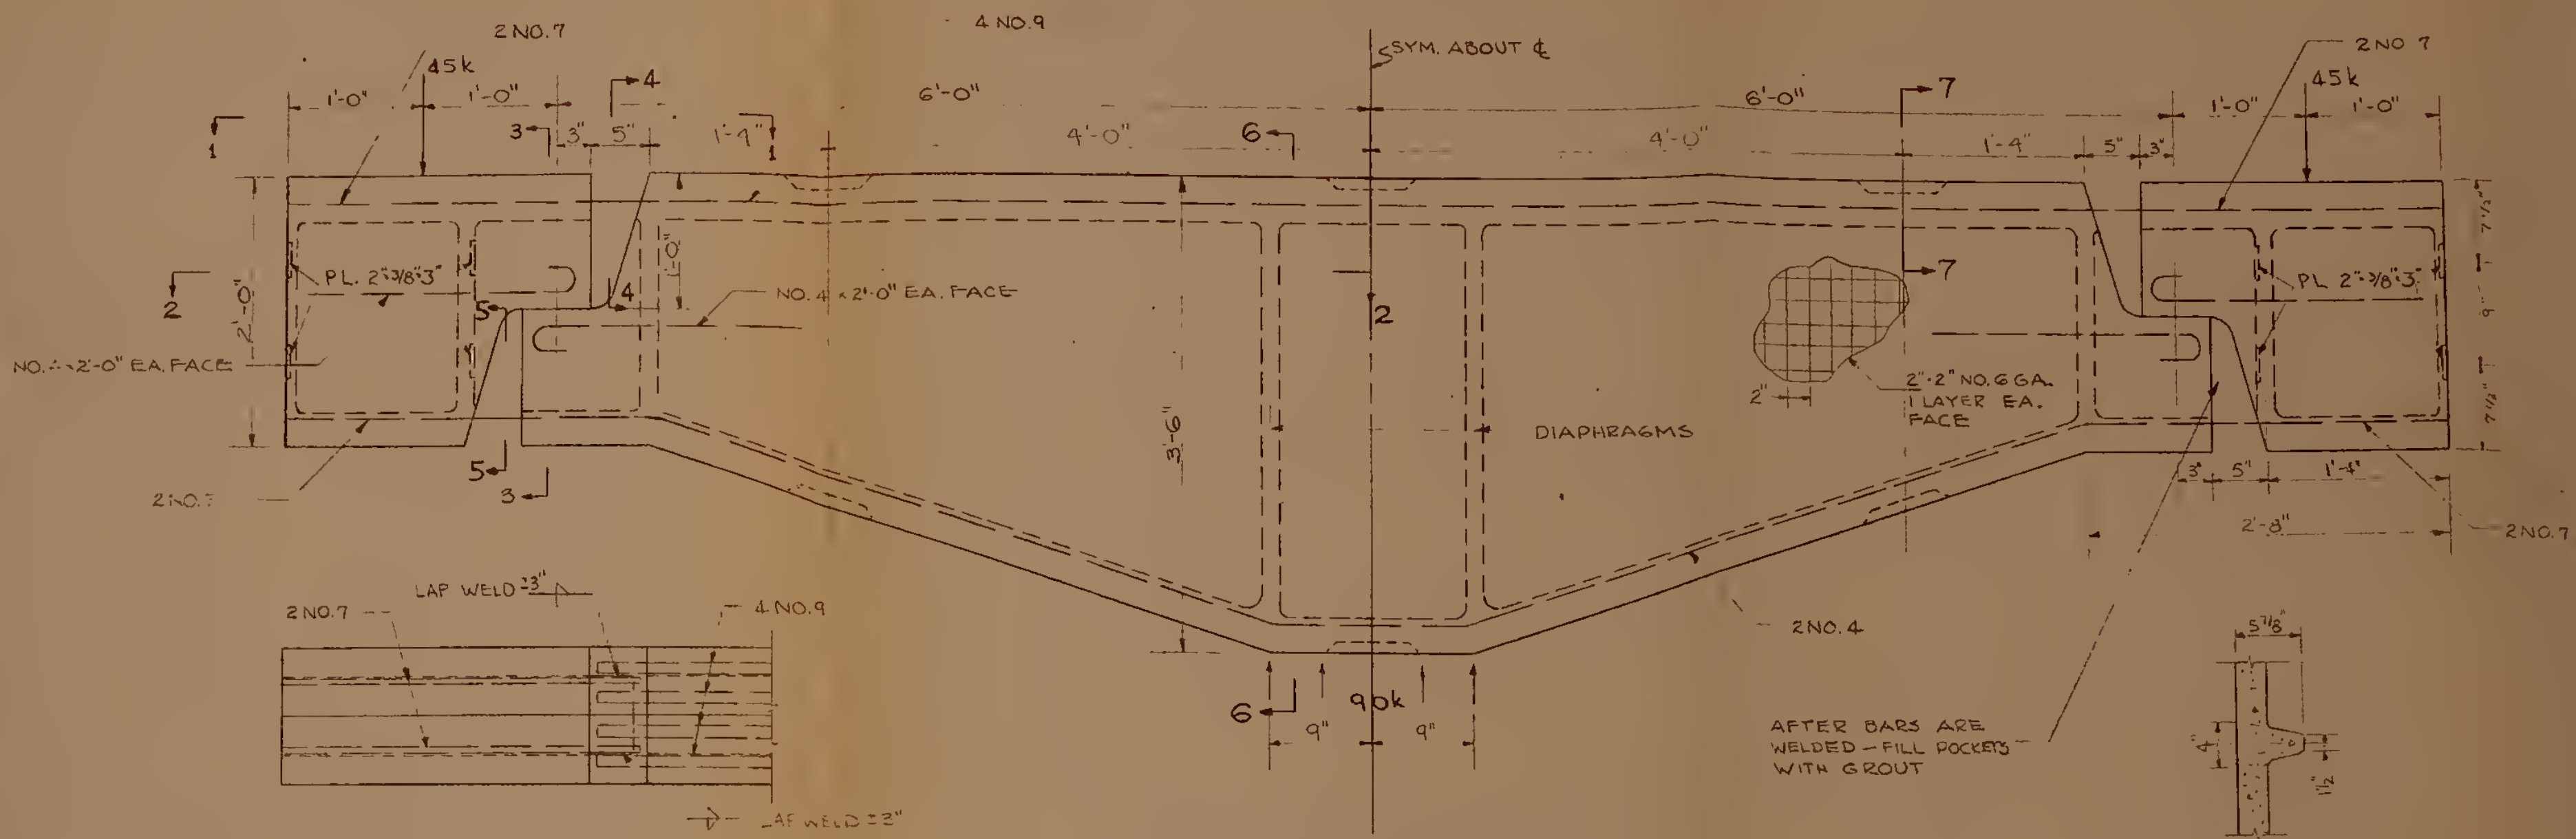 2 NO.7
4 NO.9
SYM. ABOUT ℄
2 NO 7
45k
45k
4
7
1'-0"
1'-0"
6'-0"
6'-0"
1'-0"
1'-0"
1
3
3"
5"
1'-4"
1
4'-0"
6
4'-0"
1'-4"
5"
3"
2
2'-0"
PL. 2"×3/8"×3"
5
4
1'-0"
NO. 4 × 2'-0" EA. FACE
2
7
PL 2"×3/8"×3"
7 1/2"
9"
7 1/2"
2'-0" EA. FACE
3'-6"
2"
2"×2" NO. 6 GA.
1 LAYER EA.
FACE
DIAPHRAGMS
5
3
3"
5"
2'-8"
2 NO.7
2 NO.7
LAP WELD 3"
2 NO.7
4 NO.9
2 NO. 4
6
90k
9"
9"
AFTER BARS ARE
WELDED - FILL POCKETS
WITH GROUT
5 7/8"
4"
1 1/2"
LAP WELD